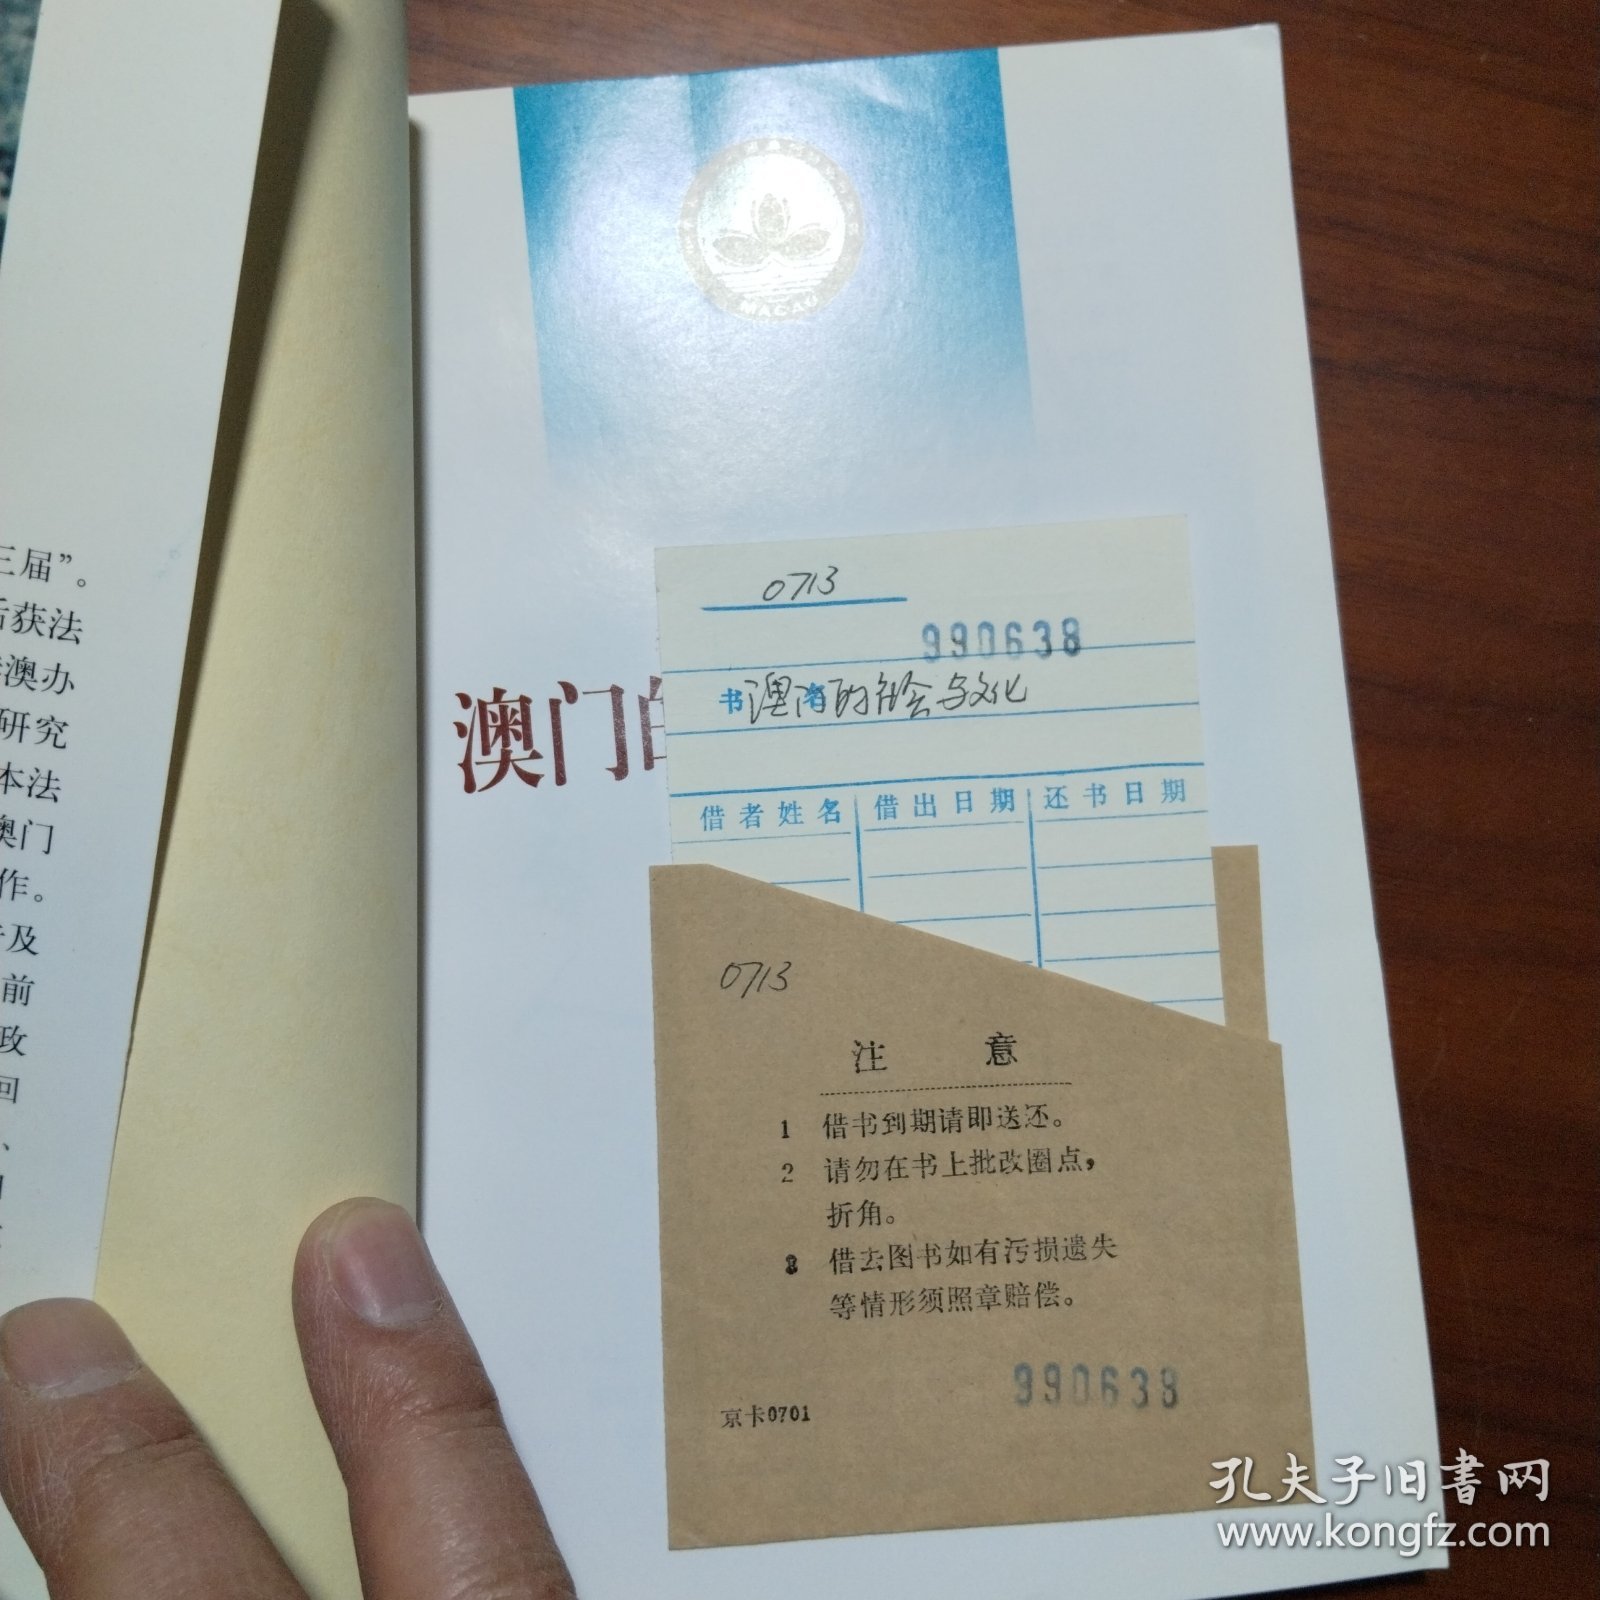 三届”。
后获法
澳办
研究
本法
澳门
作。
及
前
政
回
、
MACAU
澳门的
0713
990638
书名 澳门的社会与文化
借者姓名 借出日期 还书日期
0713
注 意
1 借书到期请即送还。
2 请勿在书上批改圈点，
折角。
3 借去图书如有污损遗失
等情形须照章赔偿。
990638
京卡0701
孔夫子旧书网
www.kongfz.com